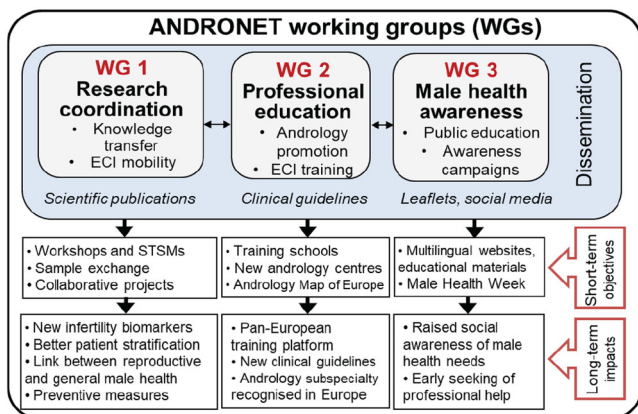 ANDRONET working groups (WGs)
WG 1
Research
coordination
• Knowledge
transfer
• ECI mobility
Scientific publications
WG 2
Professional
education
• Andrology
promotion
• ECI training
Clinical guidelines
WG 3
Male health
awareness
• Public education
• Awareness
campaigns
Leaflets, social media
Dissemination
• Workshops and STSMs
• Sample exchange
• Collaborative projects
• Training schools
• New andrology centres
• Andrology Map of Europe
• Multilingual websites,
educational materials
• Male Health Week
Short-term
objectives
• New infertility biomarkers
• Better patient stratification
• Link between reproductive
and general male health
• Preventive measures
• Pan-European
training platform
• New clinical guidelines
• Andrology subspecialty
recognised in Europe
• Raised social
awareness of male
health needs
• Early seeking of
professional help
Long-term
impacts